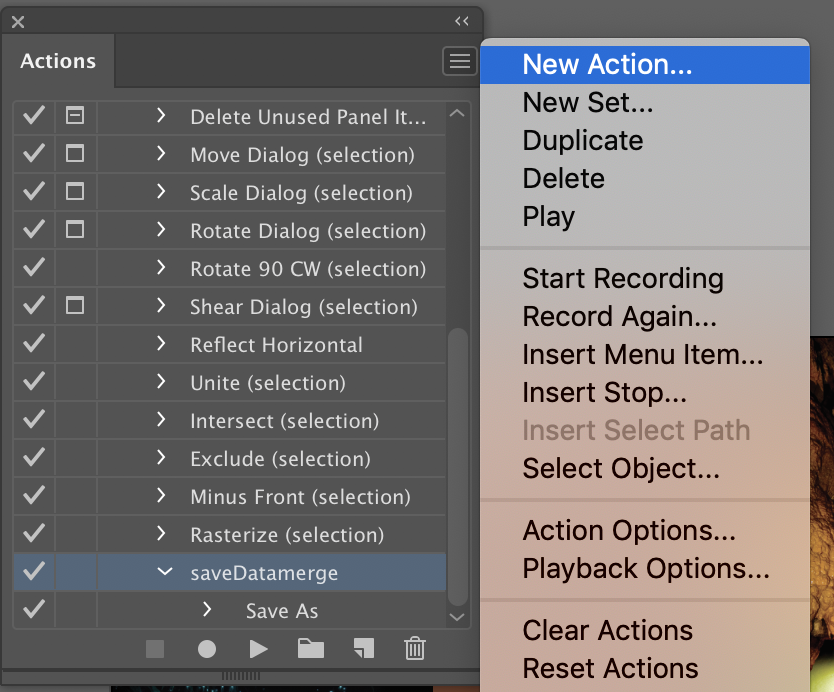 Actions
Delete Unused Panel It...
Move Dialog (selection)
Scale Dialog (selection)
Rotate Dialog (selection)
Rotate 90 CW (selection)
Shear Dialog (selection)
Reflect Horizontal
Unite (selection)
Intersect (selection)
Exclude (selection)
Minus Front (selection)
Rasterize (selection)
saveDatamerge
Save As
New Action...
New Set...
Duplicate
Delete
Play
Start Recording
Record Again...
Insert Menu Item...
Insert Stop...
Insert Select Path
Select Object...
Action Options...
Playback Options...
Clear Actions
Reset Actions